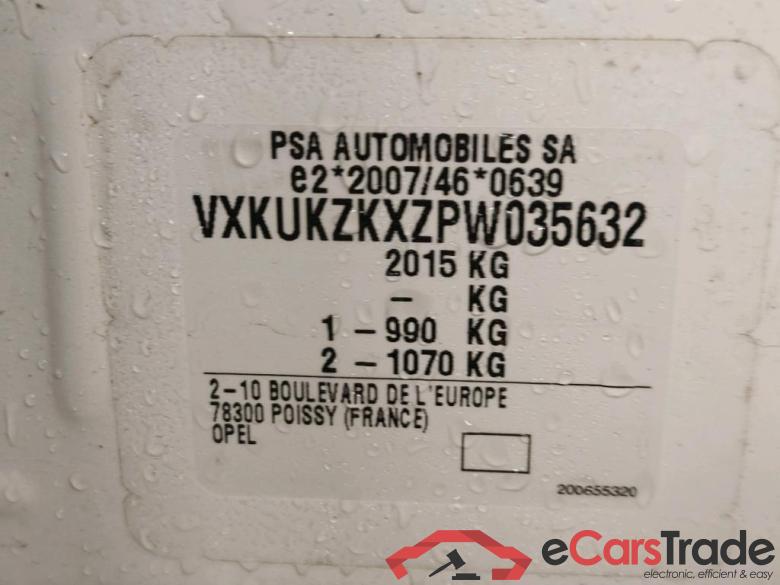 PSA AUTOMOBILES SA
e2*2007/46*0639
VXKUKZKXZPW035632
2015 KG
- KG
1 - 990 KG
2 - 1070 KG
2-10 BOULEVARD DE L'EUROPE
78300 POISSY (FRANCE)
OPEL
200655320
eCarsTrade
electronic, efficient & easy